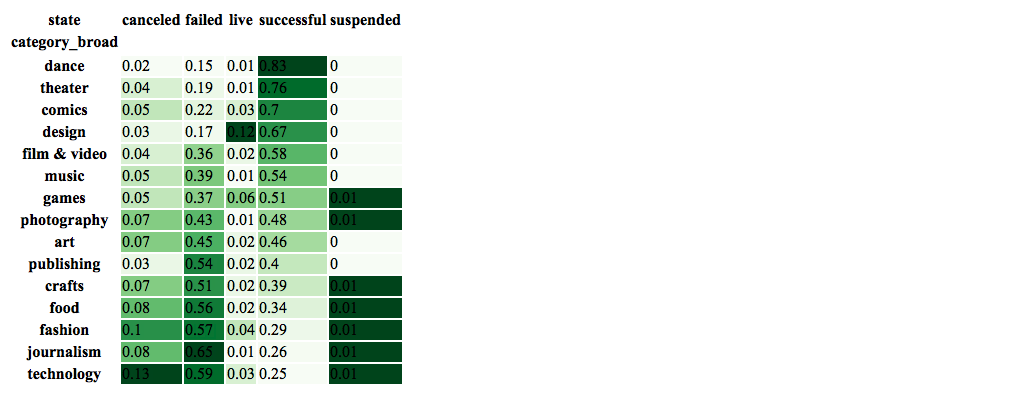 state canceled failed live successful suspended
category_broad
dance 0.02 0.15 0.01 0.83 0
theater 0.04 0.19 0.01 0.76 0
comics 0.05 0.22 0.03 0.7 0
design 0.03 0.17 0.12 0.67 0
film & video 0.04 0.36 0.02 0.58 0
music 0.05 0.39 0.01 0.54 0
games 0.05 0.37 0.06 0.51 0.01
photography 0.07 0.43 0.01 0.48 0.01
art 0.07 0.45 0.02 0.46 0
publishing 0.03 0.54 0.02 0.4 0
crafts 0.07 0.51 0.02 0.39 0.01
food 0.08 0.56 0.02 0.34 0.01
fashion 0.1 0.57 0.04 0.29 0.01
journalism 0.08 0.65 0.01 0.26 0.01
technology 0.13 0.59 0.03 0.25 0.01